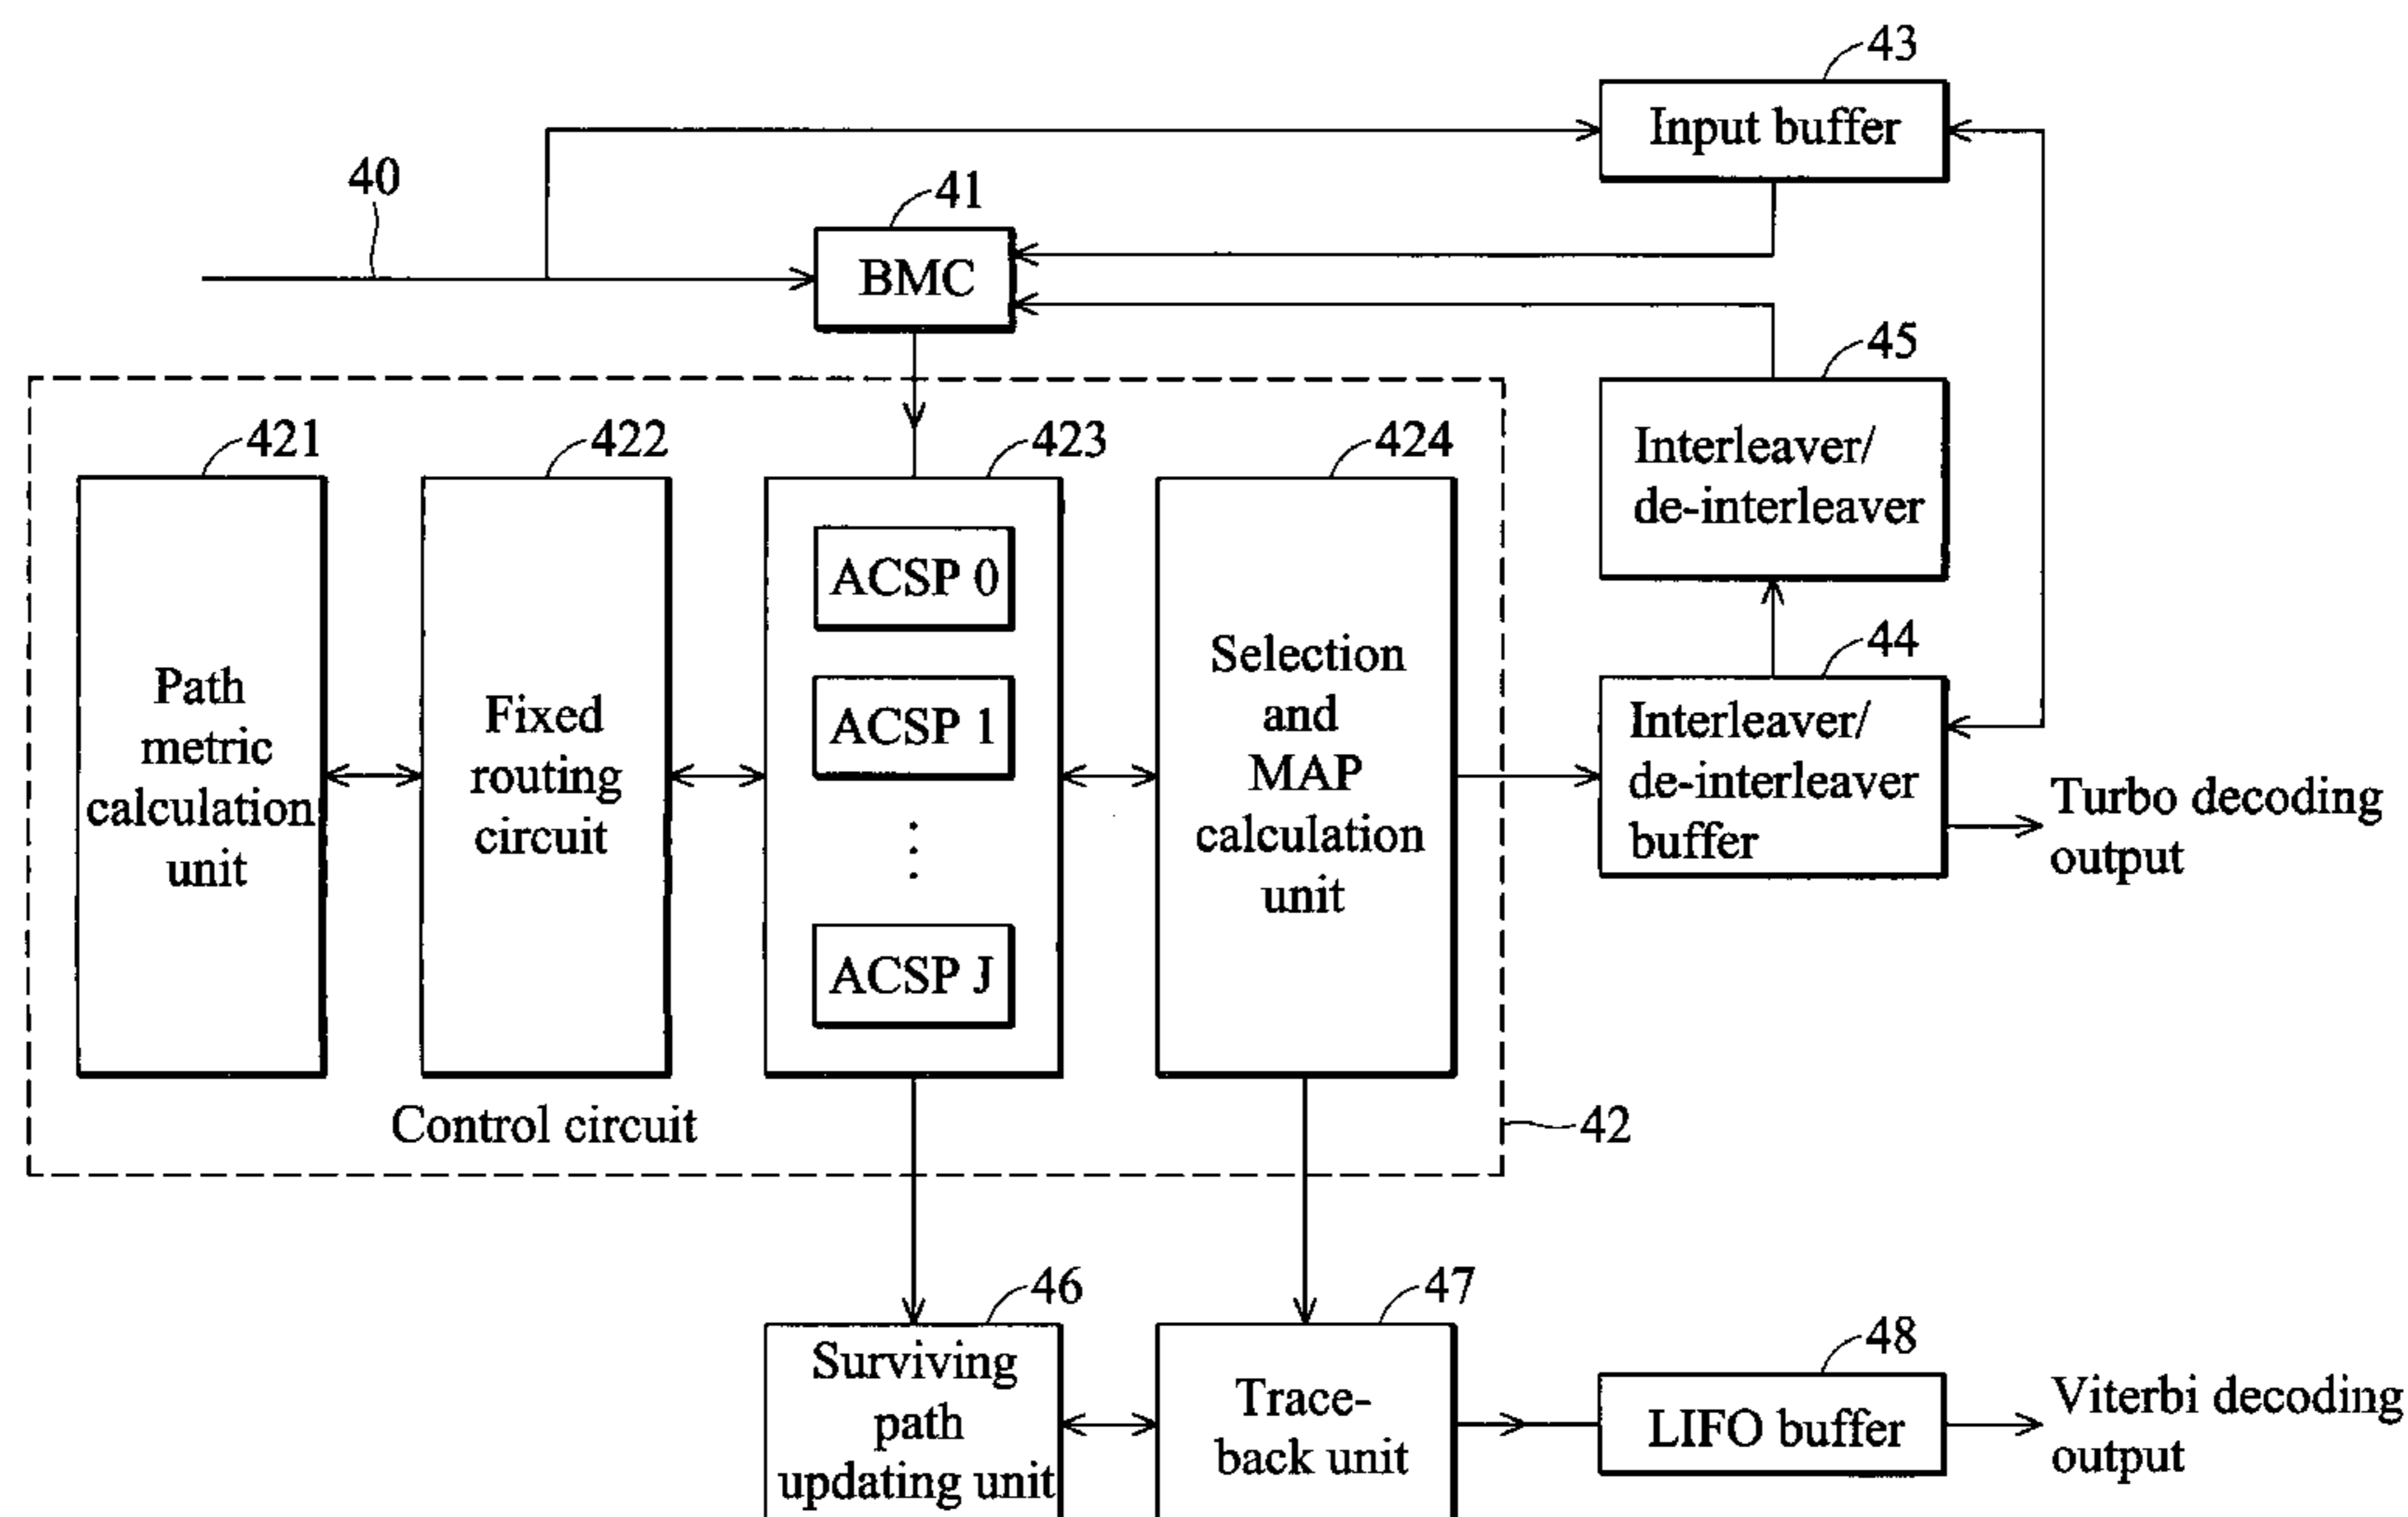 43
Input buffer
40
41
BMC
45
Interleaver/
de-interleaver
421
422
423
424
Path
metric
calculation
unit
Fixed
routing
circuit
ACSP 0
ACSP 1
⋮
ACSP J
Selection
and
MAP
calculation
unit
44
Interleaver/
de-interleaver
buffer
Turbo decoding
output
Control circuit
42
46
Surviving
path
updating unit
47
Trace-
back unit
48
LIFO buffer
Viterbi decoding
output